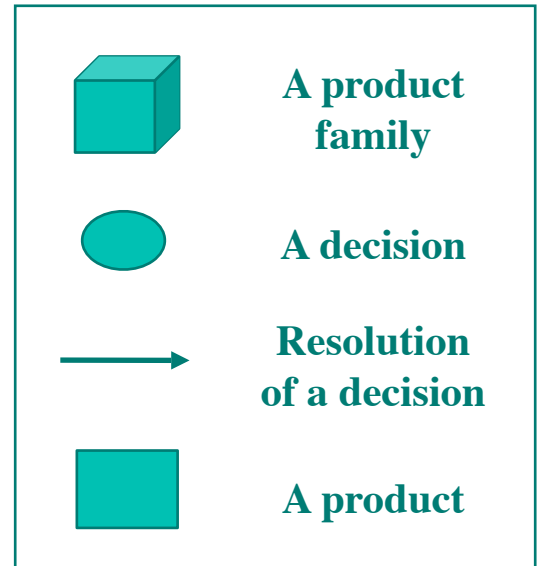 A product
family
A decision
Resolution
of a decision
A product